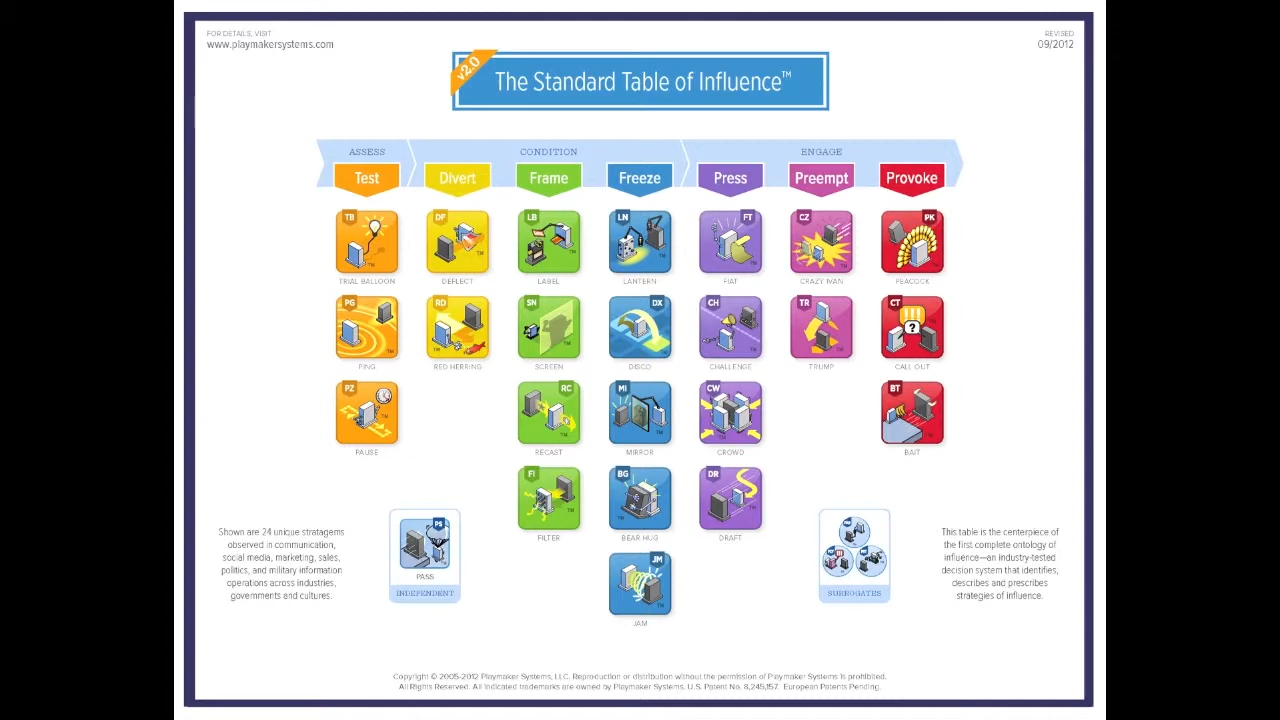 FOR DETAILS, VISIT
www.playmakersystems.com
REVISED
09/2012
v2.0
The Standard Table of Influence™
ASSESS
CONDITION
ENGAGE
Test
Divert
Frame
Freeze
Press
Preempt
Provoke
TB
DF
LB
LN
FT
CZ
PK
TRIAL BALLOON
DEFLECT
LABEL
LANTERN
FIAT
CRAZY IVAN
PEACOCK
PG
RD
SN
DX
CH
TR
CT
PING
RED HERRING
SCREEN
DISCO
CHALLENGE
TRUMP
CALL OUT
PZ
RC
MI
CW
BT
PAUSE
RECAST
MIRROR
CROWD
BAIT
FI
BG
DR
FILTER
BEAR HUG
DRAFT
JM
JAM
Shown are 24 unique stratagems
observed in communication,
social media, marketing, sales,
politics, and military information
operations across industries,
governments and cultures.
PS
PASS
INDEPENDENT
SURROGATES
This table is the centerpiece of
the first complete ontology of
influence—an industry-tested
decision system that identifies,
describes and prescribes
strategies of influence.
Copyright © 2005-2012 Playmaker Systems, LLC. Reproduction or distribution without the permission of Playmaker Systems is prohibited.
All Rights Reserved. All indicated trademarks are owned by Playmaker Systems. U.S. Patent No. 8,245,157. European Patents Pending.